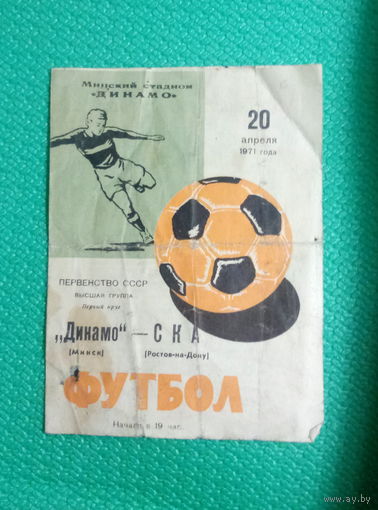 Минский стадион
«ДИНАМО»
20
апреля
1971 года
ПЕРВЕНСТВО СССР
ВЫСШАЯ ГРУППА
Первый круг
„Динамо“ — СКА
(Минск) (Ростов-на-Дону)
ФУТБОЛ
Начало в 19 час.
www.ay.by